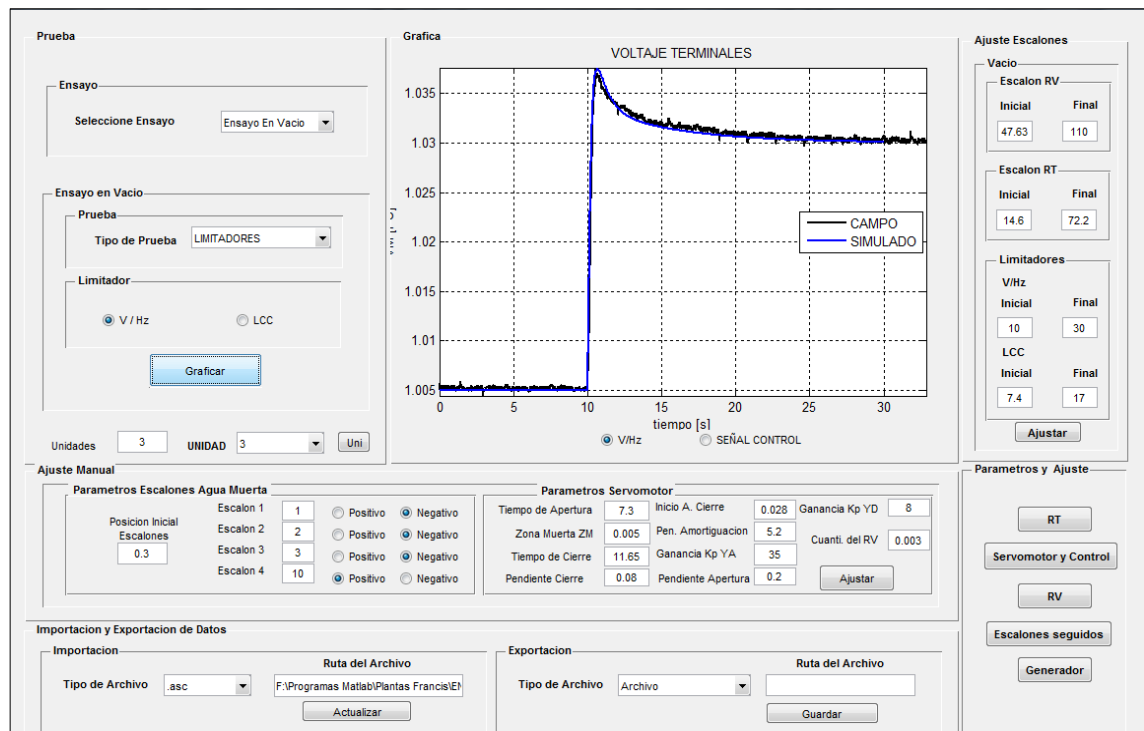 Prueba
Ensayo
Seleccione Ensayo
Ensayo En Vacio
Ensayo en Vacio
Prueba
Tipo de Prueba
LIMITADORES
Limitador
V / Hz
LCC
Graficar
Unidades
3
UNIDAD
3
Uni
Grafica
VOLTAJE TERMINALES
1.035
1.03
1.025
1.02
1.015
1.01
1.005
0
5
10
15
20
25
30
tiempo [s]
CAMPO
SIMULADO
V/Hz
SEÑAL CONTROL
Ajuste Escalones
Vacio
Escalon RV
Inicial Final
47.63 110
Escalon RT
Inicial Final
14.6 72.2
Limitadores
V/Hz
Inicial Final
10 30
LCC
Inicial Final
7.4 17
Ajustar
Ajuste Manual
Parametros Escalones Agua Muerta
Posicion Inicial
Escalones
0.3
Escalon 1 1 Positivo Negativo
Escalon 2 2 Positivo Negativo
Escalon 3 3 Positivo Negativo
Escalon 4 10 Positivo Negativo
Parametros Servomotor
Tiempo de Apertura 7.3 Inicio A. Cierre 0.028 Ganancia Kp YD 8
Zona Muerta ZM 0.005 Pen. Amortiguacion 5.2 Cuanti. del RV 0.003
Tiempo de Cierre 11.65 Ganancia Kp YA 35
Pendiente Cierre 0.08 Pendiente Apertura 0.2 Ajustar
Parametros y Ajuste
RT
Servomotor y Control
RV
Escalones seguidos
Generador
Importacion y Exportacion de Datos
Importacion
Ruta del Archivo
Tipo de Archivo .asc F:\Programas Matlab\Plantas Francis\EN
Actualizar
Exportacion
Ruta del Archivo
Tipo de Archivo Archivo
Guardar